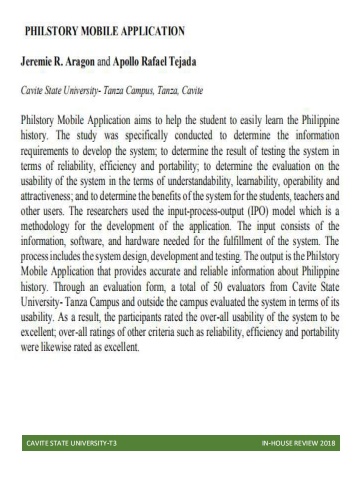 PHILSTORY MOBILE APPLICATION
Jeremie R. Aragon and Apollo Rafael Tejada
Cavite State University- Tanza Campus, Tanza, Cavite
Philstory Mobile Application aims to help the student to easily learn the Philippine
history. The study was specifically conducted to determine the information
requirements to develop the system; to determine the result of testing the system in
terms of reliability, efficiency and portability; to determine the evaluation on the
usability of the system in the terms of understandability, learnability, operability and
attractiveness; and to determine the benefits of the system for the students, teachers and
other users. The researchers used the input-process-output (IPO) model which is a
methodology for the development of the application. The input consists of the
information, software, and hardware needed for the fulfillment of the system. The
process includes the system design, development and testing. The output is the Philstory
Mobile Application that provides accurate and reliable information about Philippine
history. Through an evaluation form, a total of 50 evaluators from Cavite State
University- Tanza Campus and outside the campus evaluated the system in terms of its
usability. As a result, the participants rated the over-all usability of the system to be
excellent; over-all ratings of other criteria such as reliability, efficiency and portability
were likewise rated as excellent.
CAVITE STATE UNIVERSITY-T3 IN-HOUSE REVIEW 2018